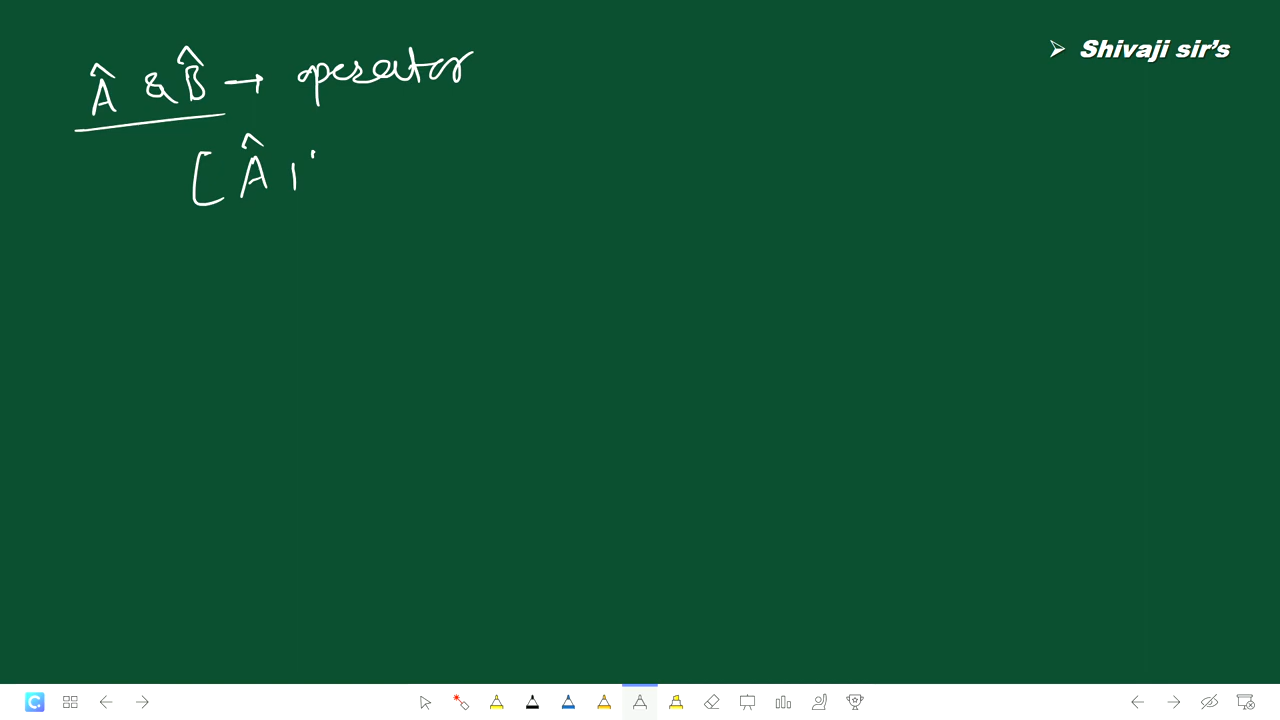 ➢ Shivaji sir's
Â & B̂ → operator
[ Â ,